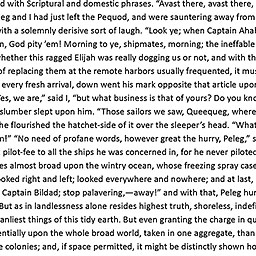 d with Scriptural and domestic phrases. “Avast there, avast there,
eg and I had just left the Pequod, and were sauntering away from
vith a solemnly derisive sort of laugh. “Look ye; when Captain Ahal
n, God pity ’em! Morning to ye, shipmates, morning; the ineffable
whether this ragged Elijah was really dogging us or not, and with th
of replacing them at the remote harbors usually frequented, it mus
every fresh arrival, down went his mark opposite that article upor
Yes, we are,” said I, “but what business is that of yours? Do you kno
slumber slept upon him. “Those sailors we saw, Queequeg, where
he flourished the hatchet-side of it over the sleeper’s head. “What
n!” “No need of profane words, however great the hurry, Peleg,” s
pilot-fee to all the ships he was concerned in, for he never piloted
es almost broad upon the wintry ocean, whose freezing spray case
ooked right and left; looked everywhere and nowhere; and at last,
Captain Bildad; stop palavering,—away!” and with that, Peleg hur
But as in landlessness alone resides highest truth, shoreless, indefi
anliest things of this tidy earth. But even granting the charge in qu
entially upon the whole broad world, taken in one aggregate, than
e colonies; and, if space permitted, it might be distinctly shown ho